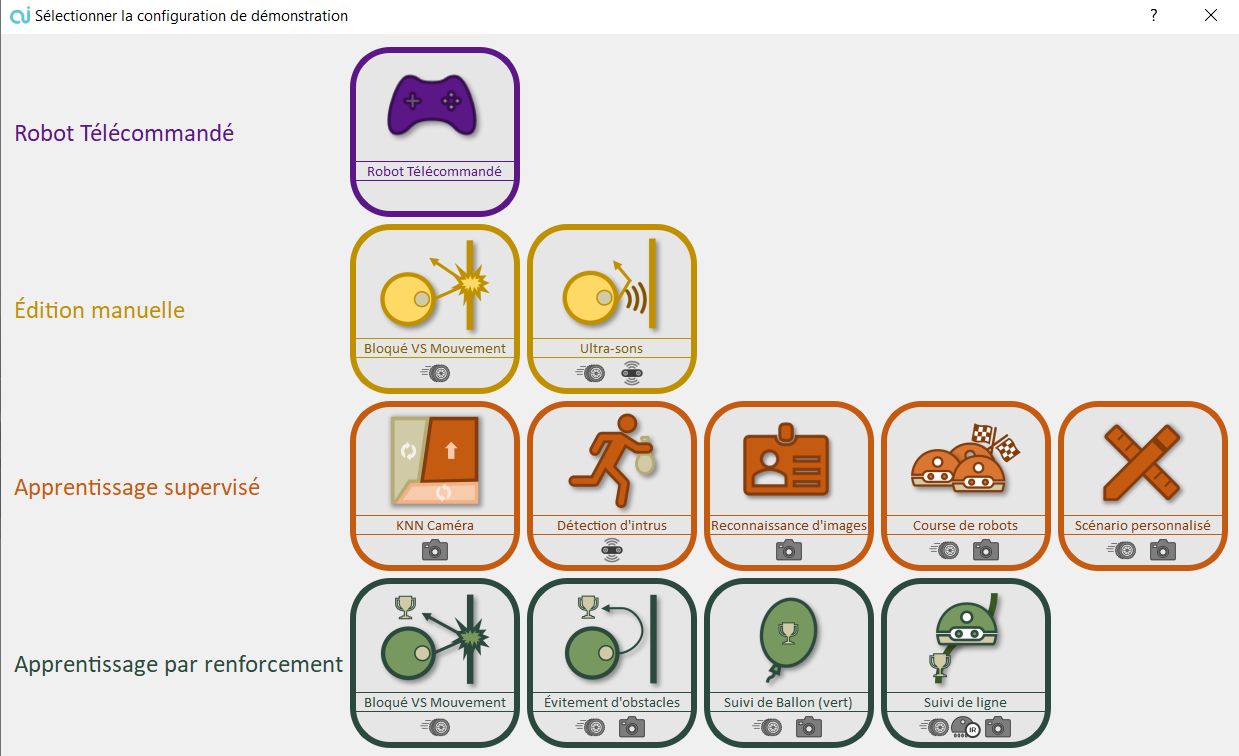 Sélectionner la configuration de démonstration ?
Robot Télécommandé
Robot Télécommandé
Édition manuelle
Bloqué VS Mouvement
Ultra-sons
Apprentissage supervisé
KNN Caméra
Détection d'intrus
Reconnaissance d'images
Course de robots
Scénario personnalisé
Apprentissage par renforcement
Bloqué VS Mouvement
Évitement d'obstacles
Suivi de Ballon (vert)
Suivi de ligne
IR